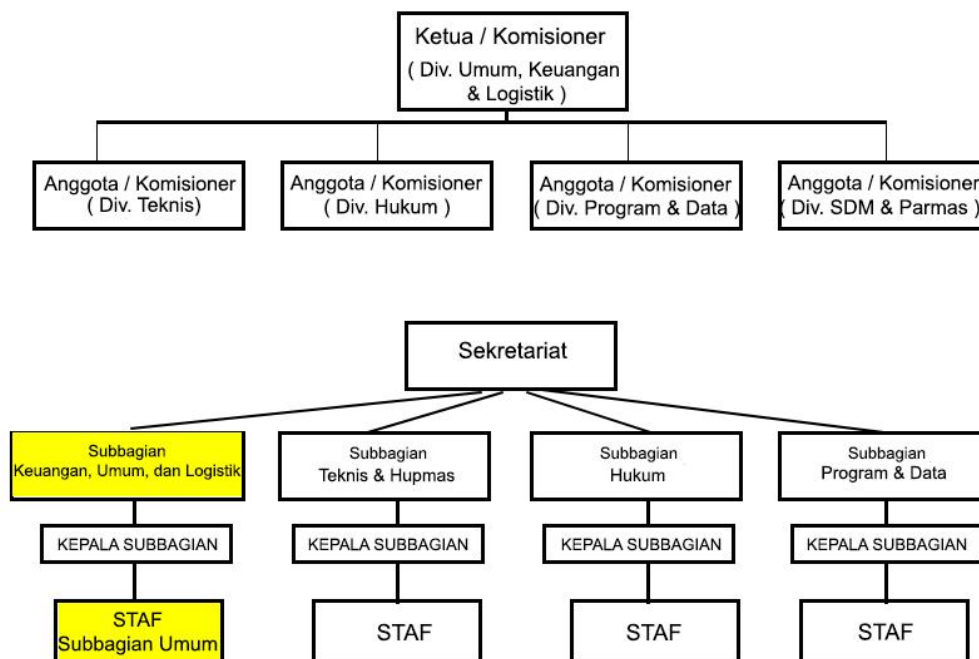 Ketua / Komisioner
( Div. Umum, Keuangan
& Logistik )
Anggota / Komisioner
( Div. Teknis)
Anggota / Komisioner
( Div. Hukum )
Anggota / Komisioner
( Div. Program & Data )
Anggota / Komisioner
( Div. SDM & Parmas )
Sekretariat
Subbagian
Keuangan, Umum, dan Logistik
Subbagian
Teknis & Hupmas
Subbagian
Hukum
Subbagian
Program & Data
KEPALA SUBBAGIAN
KEPALA SUBBAGIAN
KEPALA SUBBAGIAN
KEPALA SUBBAGIAN
STAF
Subbagian Umum
STAF
STAF
STAF